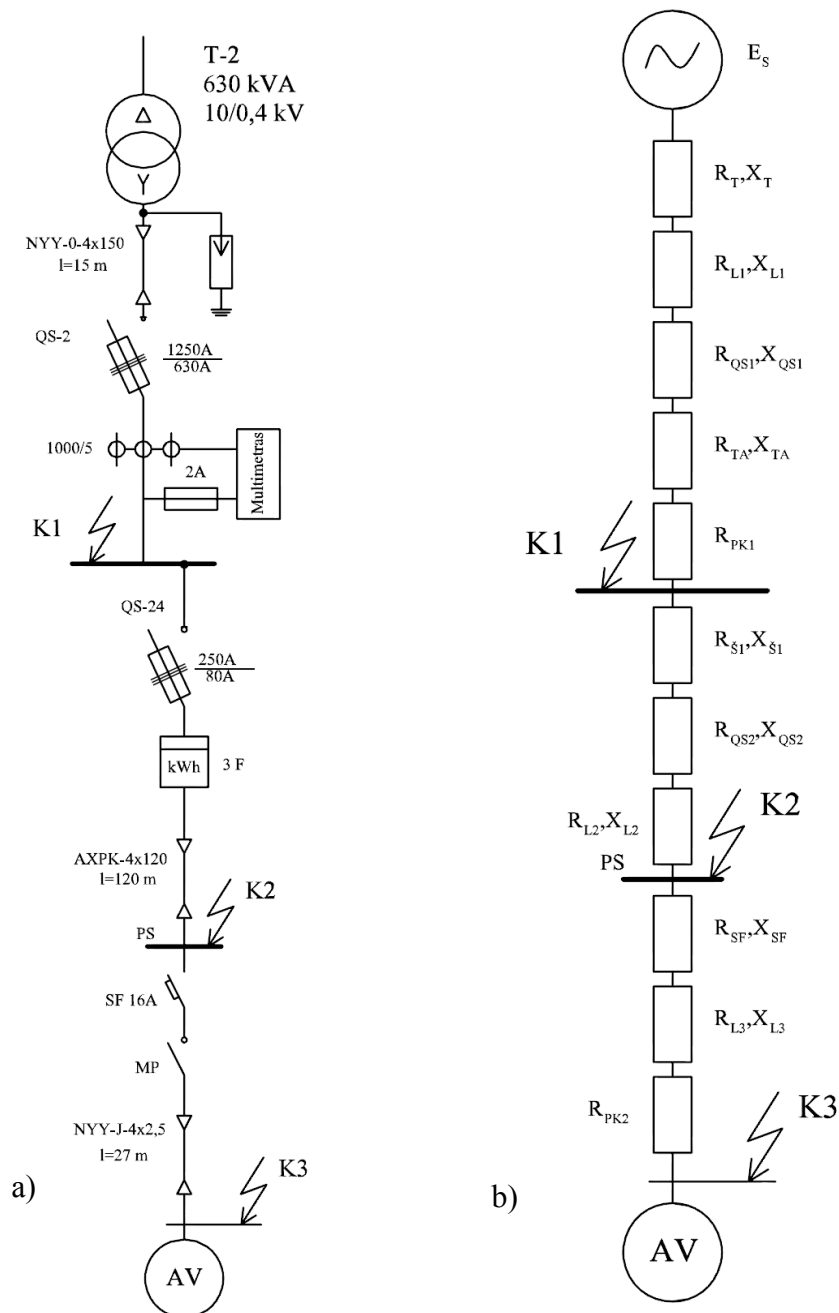 T-2
630 kVA
10/0,4 kV
NYY-0-4x150
l=15 m
QS-2
1250A
630A
1000/5
2A
Multimetras
K1
QS-24
250A
80A
kWh
3 F
AXPK-4x120
l=120 m
K2
PS
SF 16A
MP
NYY-J-4x2,5
l=27 m
K3
a)
AV
E_S
R_T,X_T
R_L1,X_L1
R_QS1,X_QS1
R_TA,X_TA
R_PK1
K1
R_Š1,X_Š1
R_QS2,X_QS2
R_L2,X_L2
K2
PS
R_SF,X_SF
R_L3,X_L3
R_PK2
K3
b)
AV